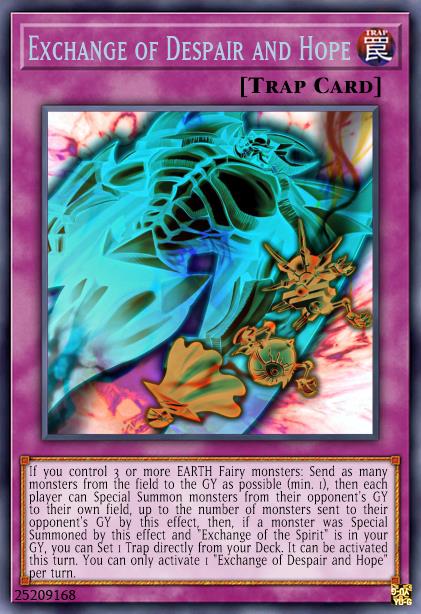 Exchange of Despair and Hope
TRAP
罠
[Trap Card]
If you control 3 or more EARTH Fairy monsters: Send as many
monsters from the field to the GY as possible (min. 1), then each
player can Special Summon monsters from their opponent's GY
to their own field, up to the number of monsters sent to their
opponent's GY by this effect, then, if a monster was Special
Summoned by this effect and "Exchange of the Spirit" is in your
GY, you can Set 1 Trap directly from your Deck. It can be activated
this turn. You can only activate 1 "Exchange of Despair and Hope"
per turn.
25209168